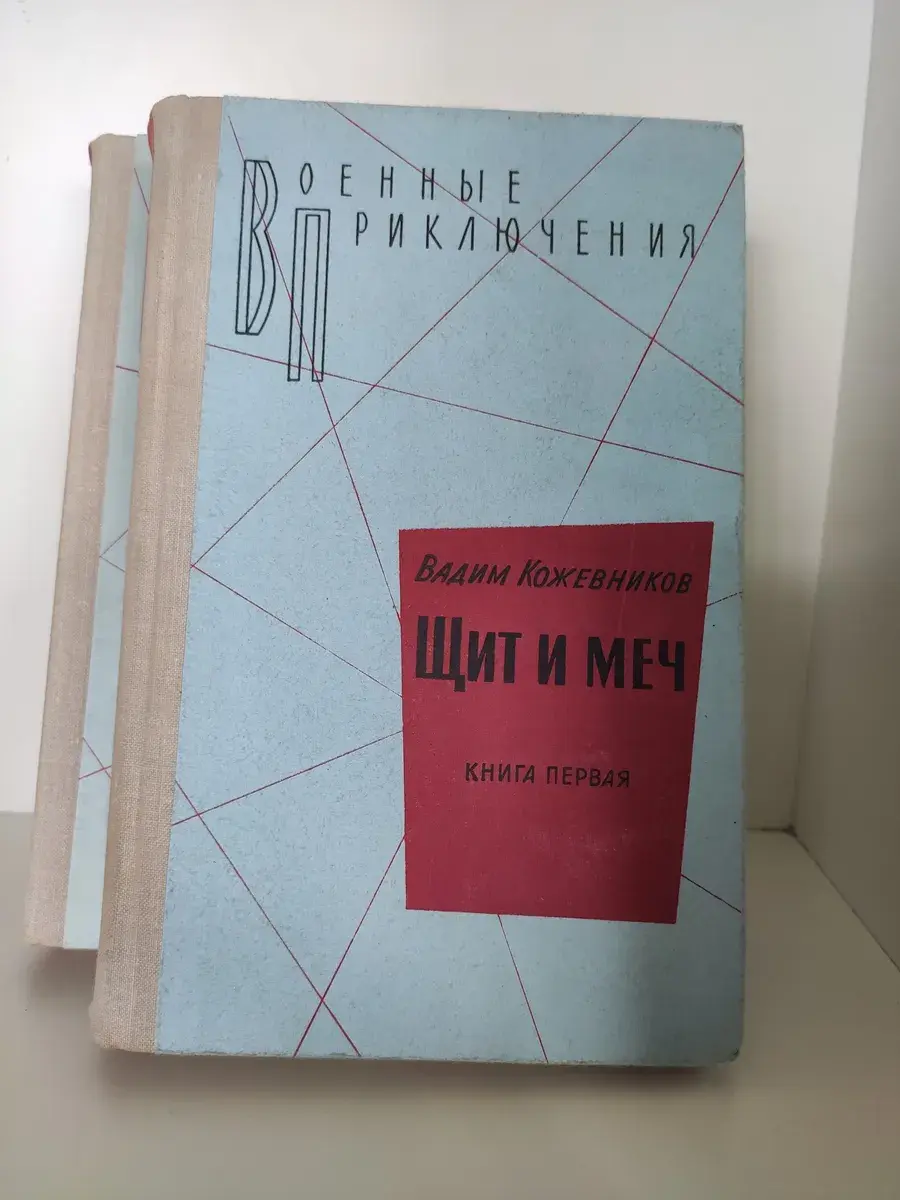 Военные
Приключения
Вадим Кожевников
Щит и меч
книга первая